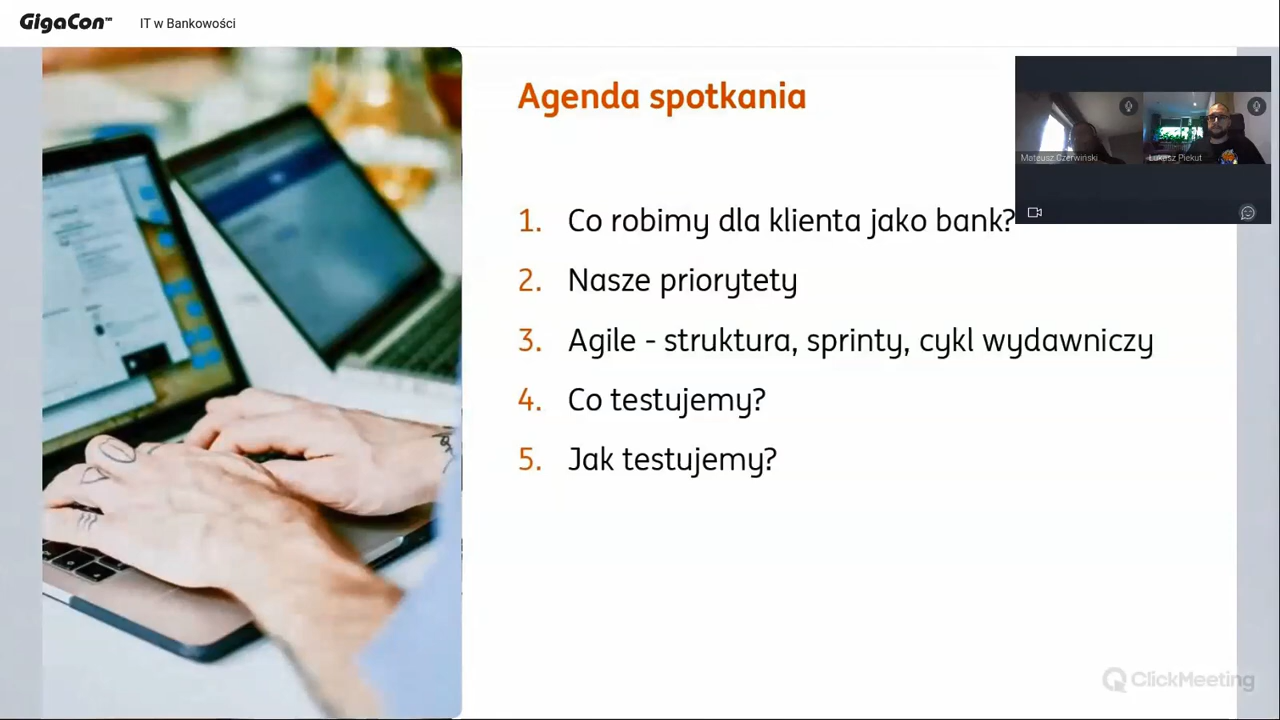 GigaCon™
IT w Bankowości
Agenda spotkania
Mateusz Czerwiński
Łukasz Piekut
1. Co robimy dla klienta jako bank?
2. Nasze priorytety
3. Agile - struktura, sprinty, cykl wydawniczy
4. Co testujemy?
5. Jak testujemy?
ClickMeeting